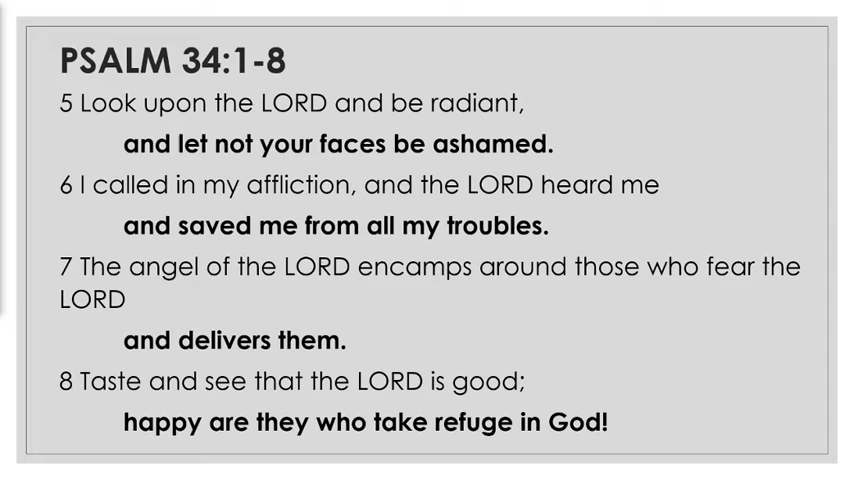 PSALM 34:1-8
5 Look upon the LORD and be radiant,
and let not your faces be ashamed.
6 I called in my affliction, and the LORD heard me
and saved me from all my troubles.
7 The angel of the LORD encamps around those who fear the
LORD
and delivers them.
8 Taste and see that the LORD is good;
happy are they who take refuge in God!